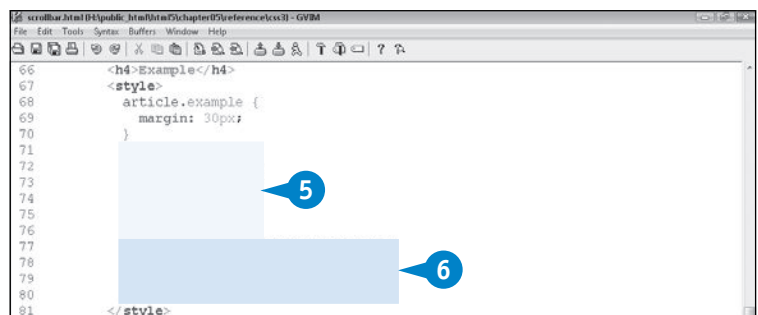 scrollbar.html (H:\public_html\html5\chapter05\reference\css3) - GVIM
File Edit Tools Syntax Buffers Window Help
66 <h4>Example</h4>
67 <style>
68 article.example {
69 margin: 30px;
70 }
71
72
73
74
75
76
77
78
79
80
81 </style>
5
6